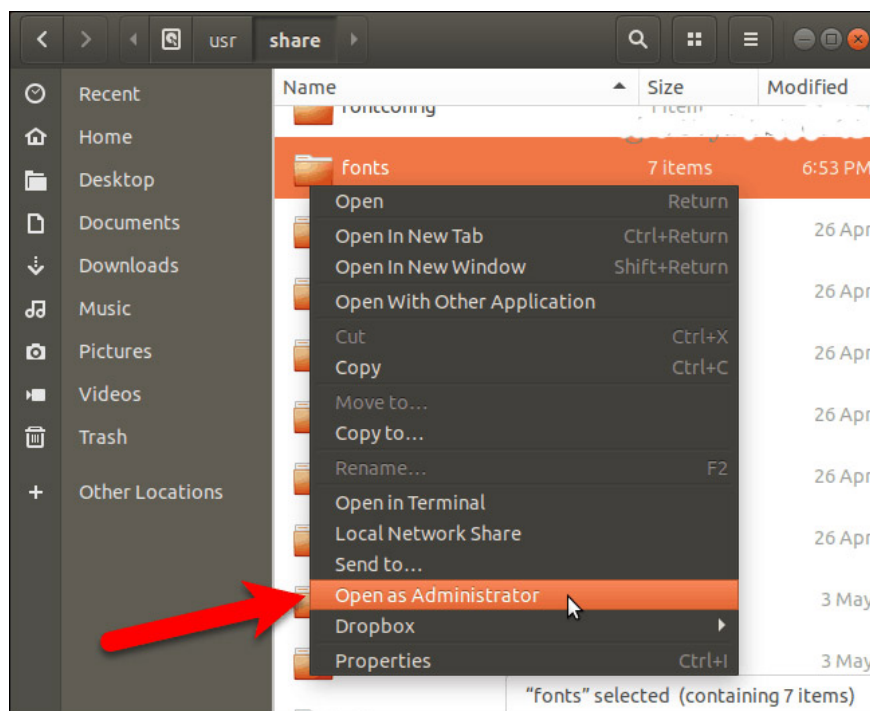 usr share
Name Size Modified
Recent
Home
Desktop
Documents
Downloads
Music
Pictures
Videos
Trash
Other Locations
fontconfig 1 item
fonts 7 items 6:53 PM
Open Return
Open In New Tab Ctrl+Return
Open In New Window Shift+Return
Open With Other Application
Cut Ctrl+X
Copy Ctrl+C
Move to...
Copy to...
Rename... F2
Open in Terminal
Local Network Share
Send to...
Open as Administrator
Dropbox
Properties Ctrl+I
26 Apr
26 Apr
26 Apr
26 Apr
26 Apr
26 Apr
3 May
3 May
“fonts” selected (containing 7 items)